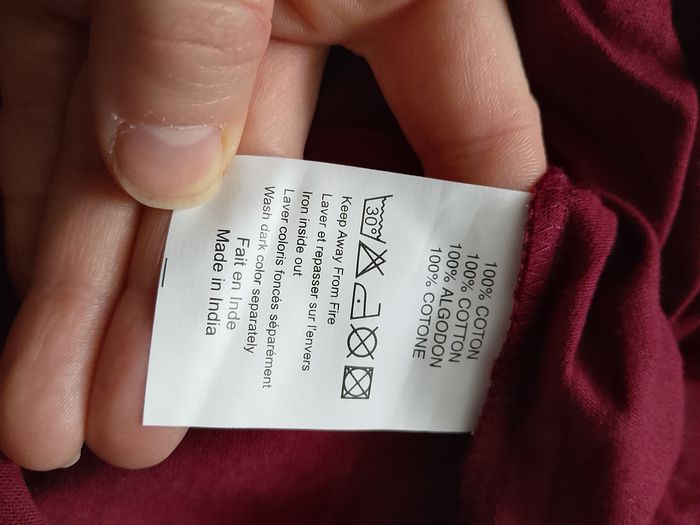 100% COTON
100% COTTON
100% ALGODON
100% COTONE
30°
Keep Away From Fire
Laver et repasser sur l'envers
Iron inside out
Laver coloris foncés séparément
Wash dark color separately
Fait en Inde
Made in India